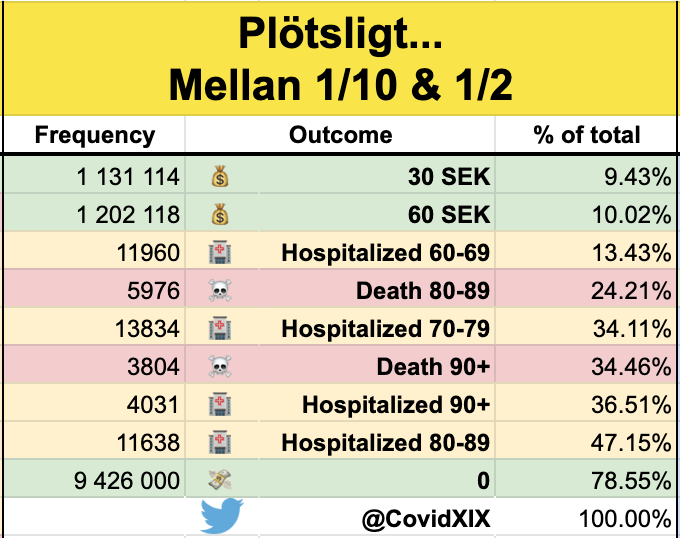 Plötsligt...
Mellan 1/10 & 1/2
Frequency Outcome % of total
1 131 114 30 SEK 9.43%
1 202 118 60 SEK 10.02%
11960 Hospitalized 60-69 13.43%
5976 Death 80-89 24.21%
13834 Hospitalized 70-79 34.11%
3804 Death 90+ 34.46%
4031 Hospitalized 90+ 36.51%
11638 Hospitalized 80-89 47.15%
9 426 000 0 78.55%
@CovidXIX 100.00%